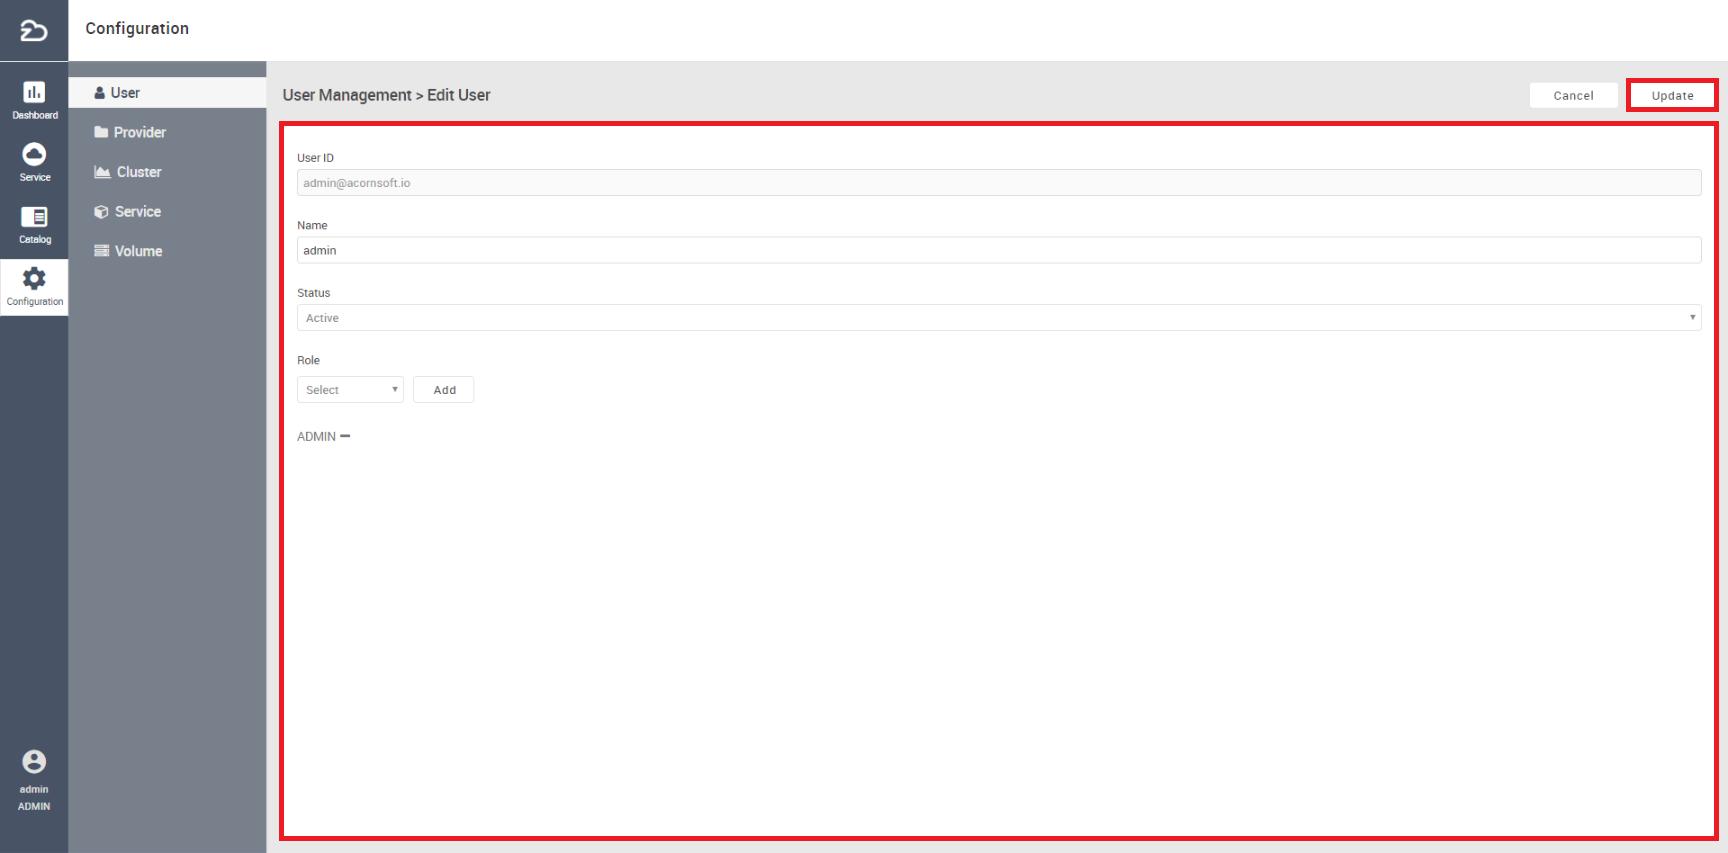 Configuration
Dashboard
Service
Catalog
Configuration
admin
ADMIN
User
Provider
Cluster
Service
Volume
User Management > Edit User
Cancel
Update
User ID
admin@acornsoft.io
Name
admin
Status
Active
Role
Select
Add
ADMIN